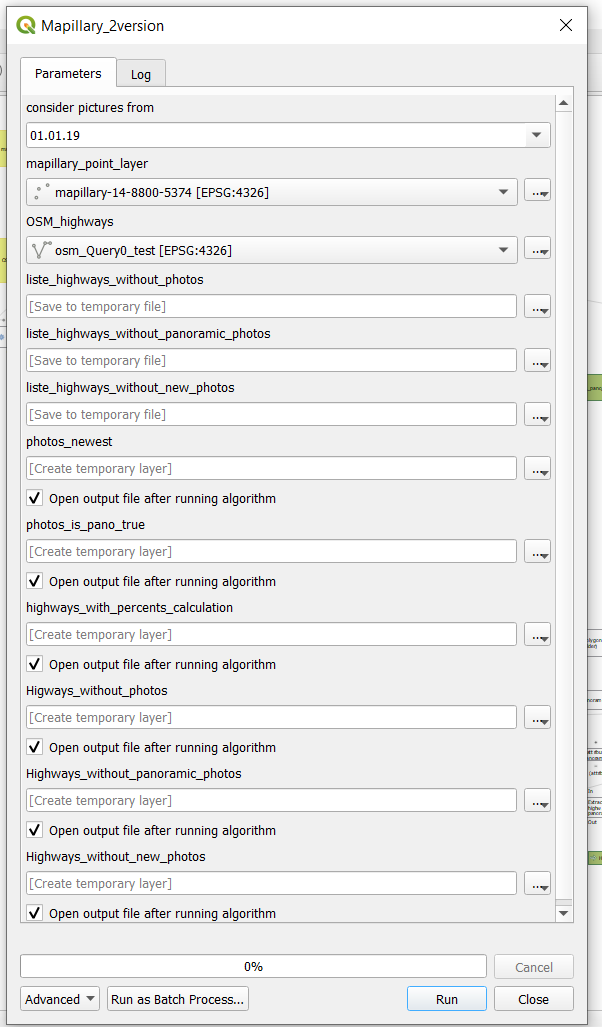 Mapillary_2version
Parameters
Log
consider pictures from
01.01.19
mapillary_point_layer
mapillary-14-8800-5374 [EPSG:4326]
...
OSM_highways
osm_Query0_test [EPSG:4326]
...
liste_highways_without_photos
[Save to temporary file]
...
liste_highways_without_panoramic_photos
[Save to temporary file]
...
liste_highways_without_new_photos
[Save to temporary file]
...
photos_newest
[Create temporary layer]
...
Open output file after running algorithm
photos_is_pano_true
[Create temporary layer]
...
Open output file after running algorithm
highways_with_percents_calculation
[Create temporary layer]
...
Open output file after running algorithm
Higways_without_photos
[Create temporary layer]
...
Open output file after running algorithm
Highways_without_panoramic_photos
[Create temporary layer]
...
Open output file after running algorithm
Highways_without_new_photos
[Create temporary layer]
...
Open output file after running algorithm
0%
Cancel
Advanced
Run as Batch Process...
Run
Close